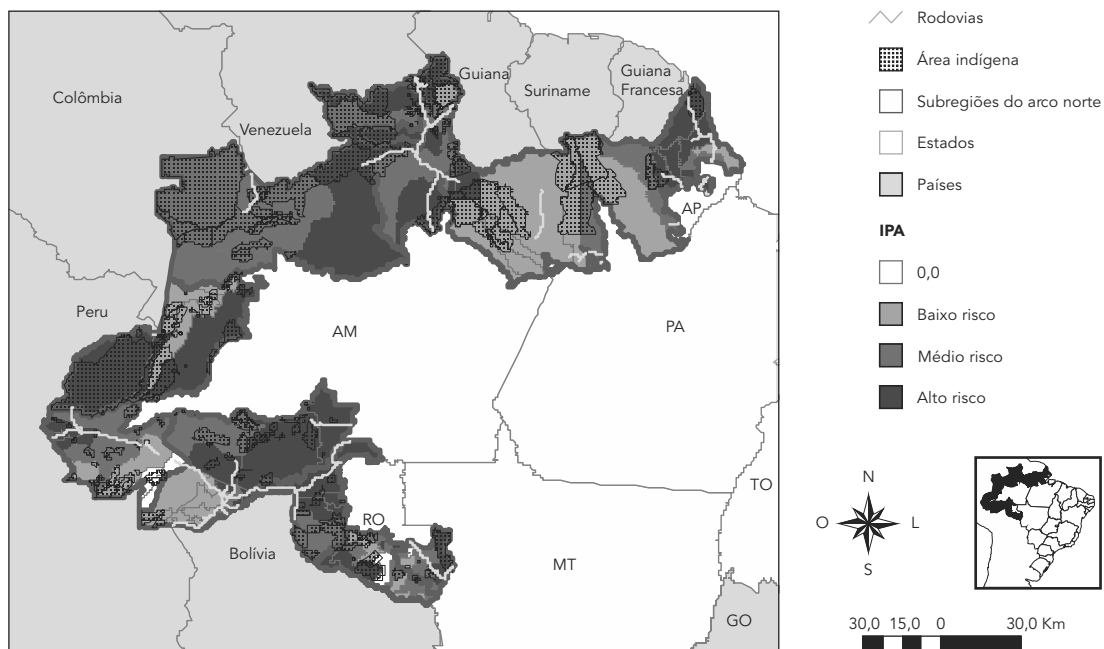 Colômbia
Venezuela
Guiana
Suriname
Guiana
Francesa
AP
Peru
AM
PA
TO
RO
Bolívia
MT
GO
Rodovias
Área indígena
Subregiões do arco norte
Estados
Países
IPA
0,0
Baixo risco
Médio risco
Alto risco
N
O
L
S
30,0 15,0 0 30,0 Km